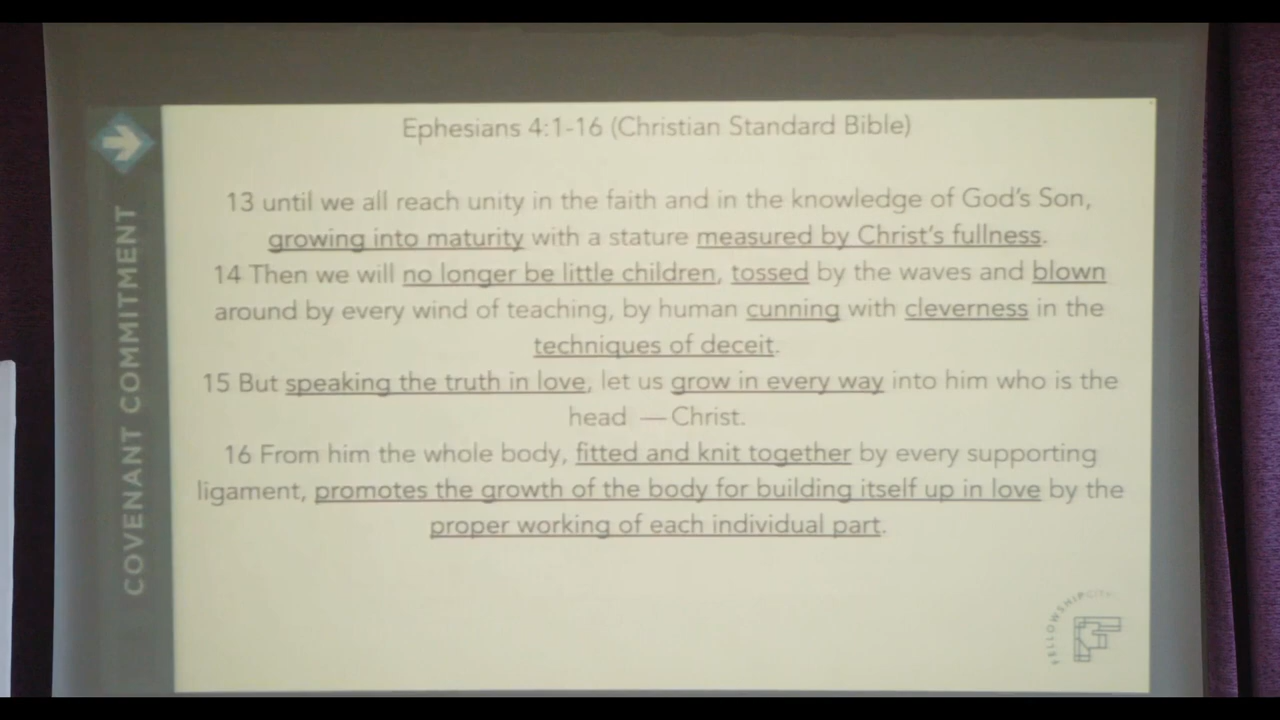 Ephesians 4:1-16 (Christian Standard Bible)
13 until we all reach unity in the faith and in the knowledge of God's Son,
growing into maturity with a stature measured by Christ's fullness.
14 Then we will no longer be little children, tossed by the waves and blown
around by every wind of teaching, by human cunning with cleverness in the
techniques of deceit.
15 But speaking the truth in love, let us grow in every way into him who is the
head — Christ.
16 From him the whole body, fitted and knit together by every supporting
ligament, promotes the growth of the body for building itself up in love by the
proper working of each individual part.
COVENANT COMMITMENT
FELLOWSHIP CITY